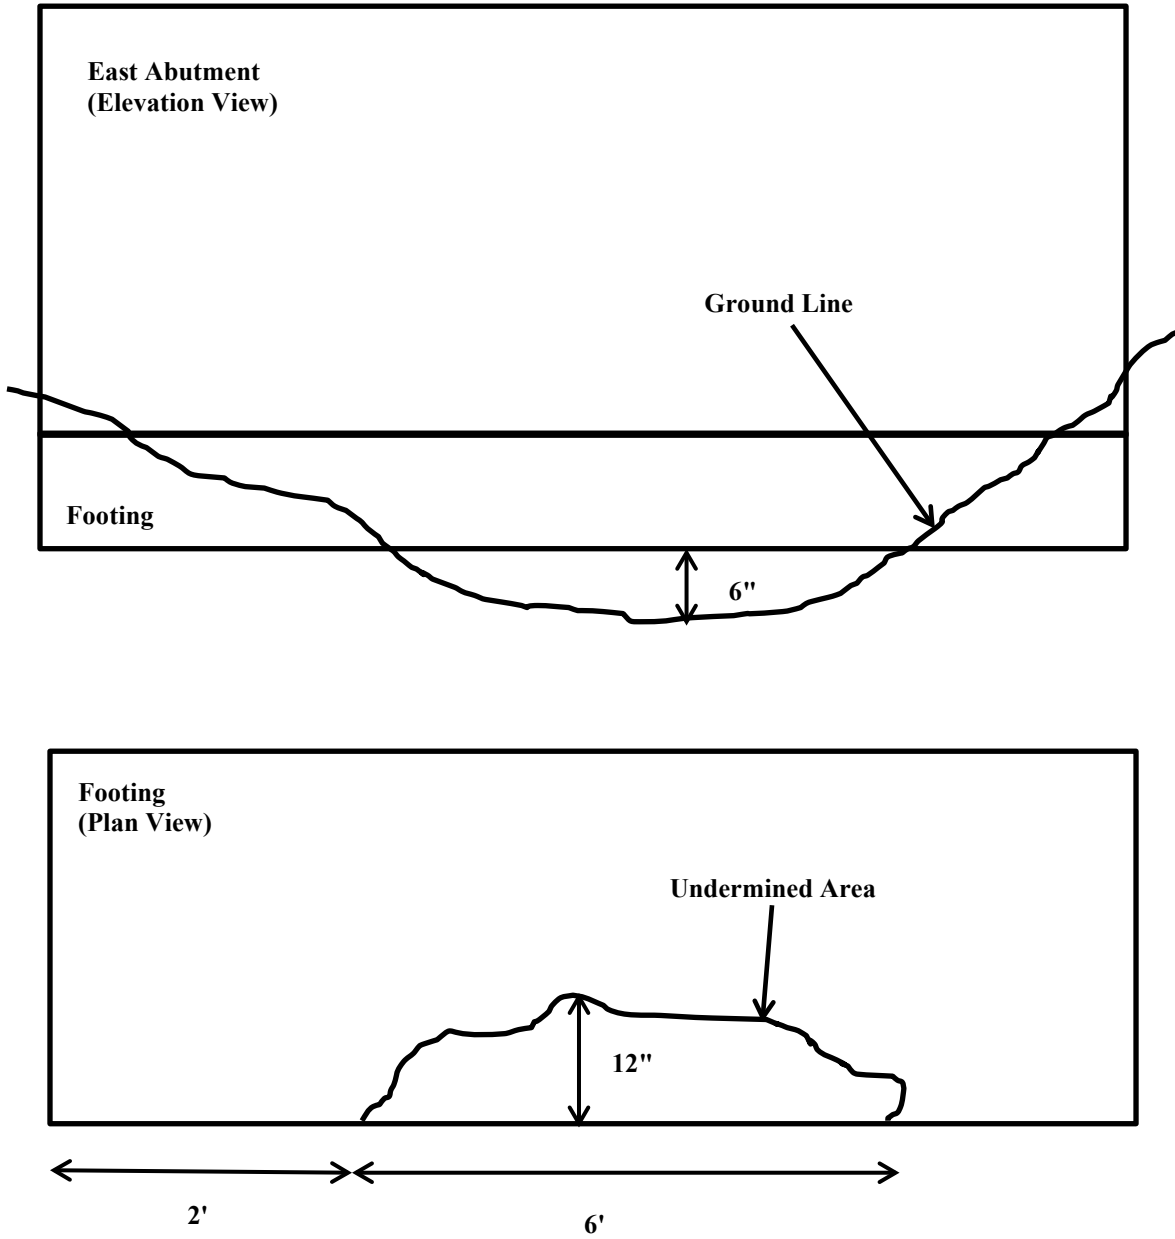 East Abutment
(Elevation View)
Ground Line
Footing
6"
Footing
(Plan View)
Undermined Area
12"
2'
6'